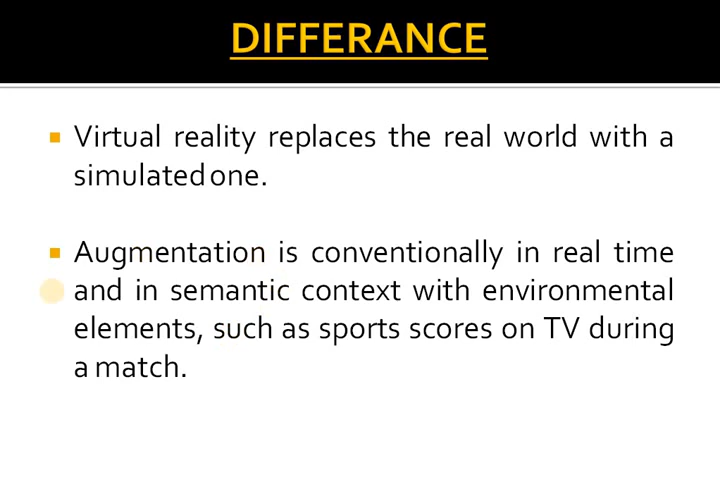 DIFFERANCE
Virtual reality replaces the real world with a
simulated one.
Augmentation is conventionally in real time
and in semantic context with environmental
elements, such as sports scores on TV during
a match.